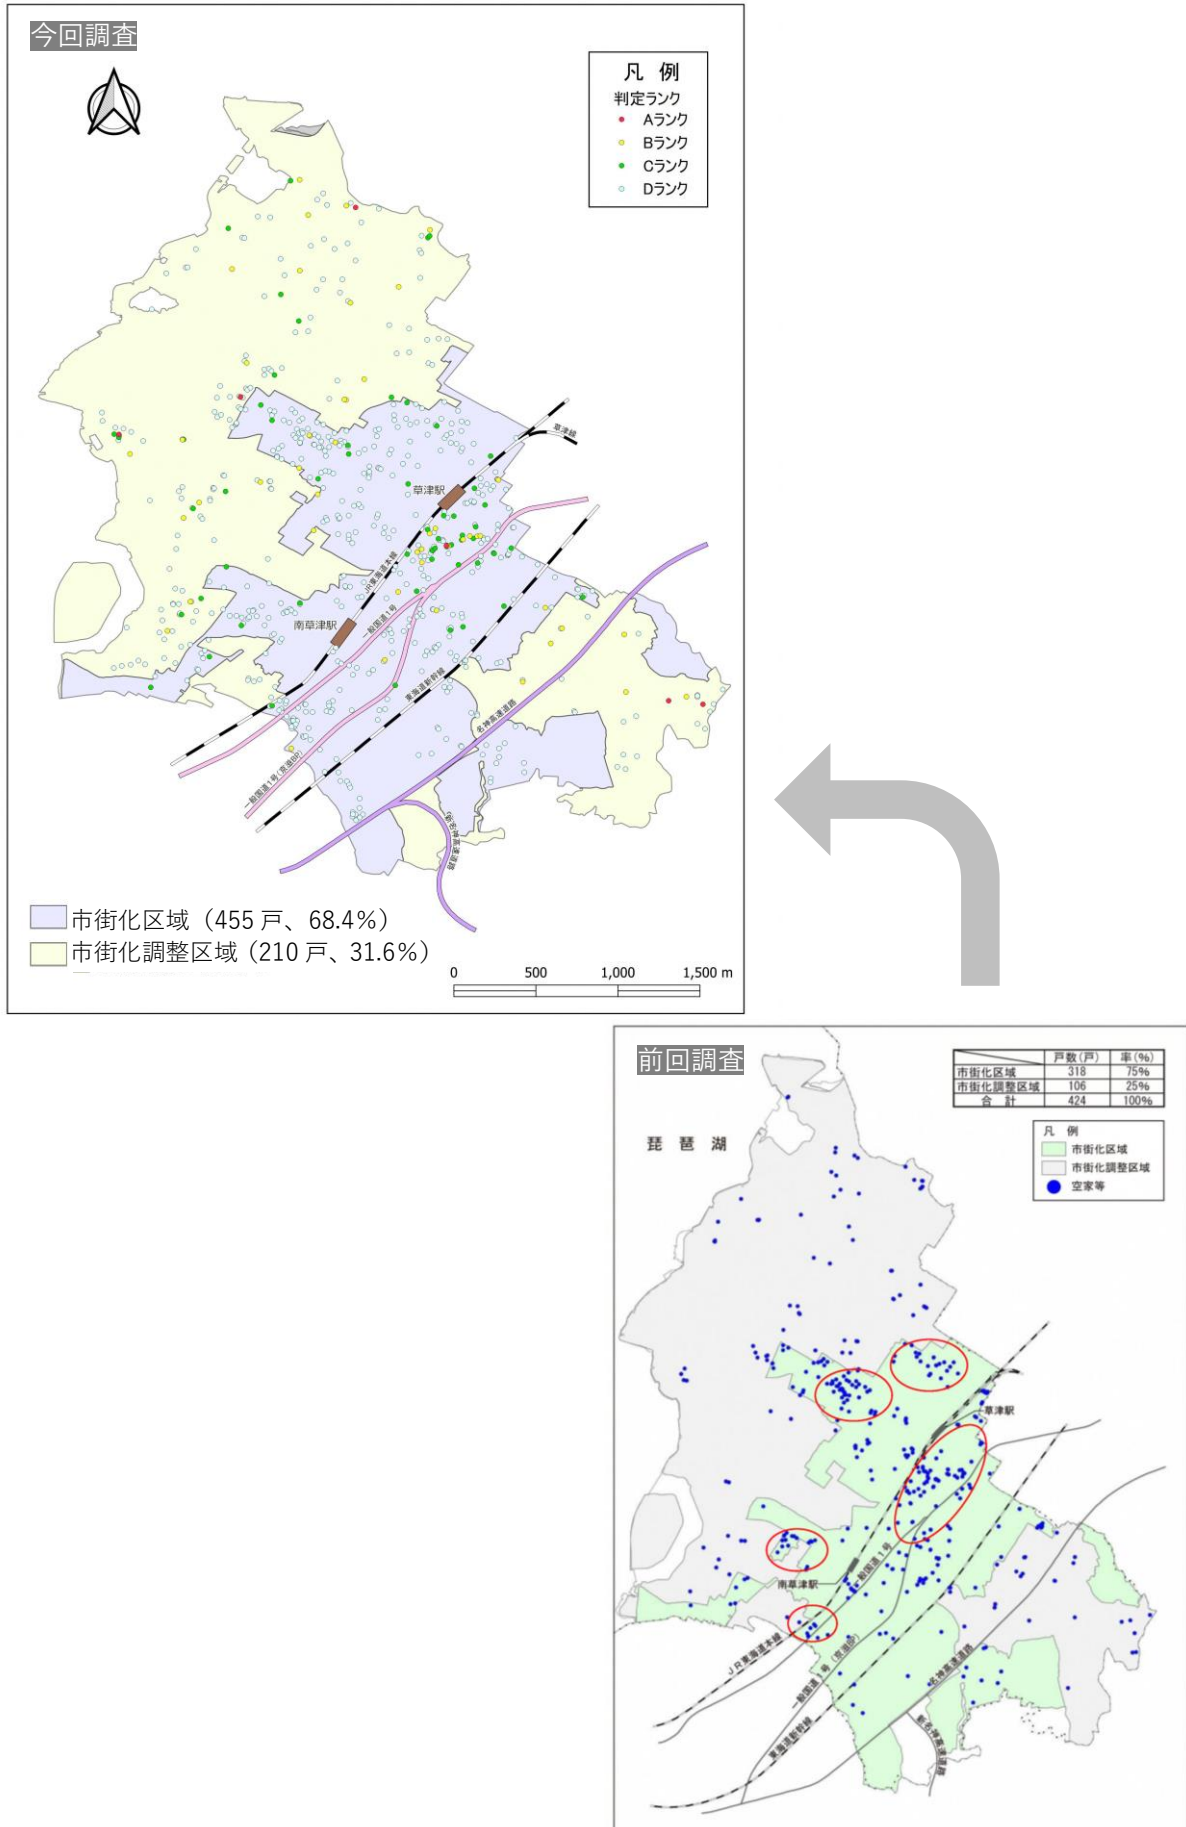 今回調査
凡 例
判定ランク
Aランク
Bランク
Cランク
Dランク
草津線
草津駅
JR東海道本線
一般国道1号
南草津駅
東海道新幹線
名神高速道路
一般国道1号(京滋BP)
市街化区域（455 戸、68.4%）
市街化調整区域（210 戸、31.6%）
0 500 1,000 1,500 m
前回調査
戸数(戸) 率(%)
市街化区域 318 75%
市街化調整区域 106 25%
合 計 424 100%
琵 琶 湖
凡 例
市街化区域
市街化調整区域
空家等
草津駅
一般国道1号
南草津駅
JR東海道本線
一般国道1号(京滋BP)
名神高速道路
東海道新幹線
新名神高速道路